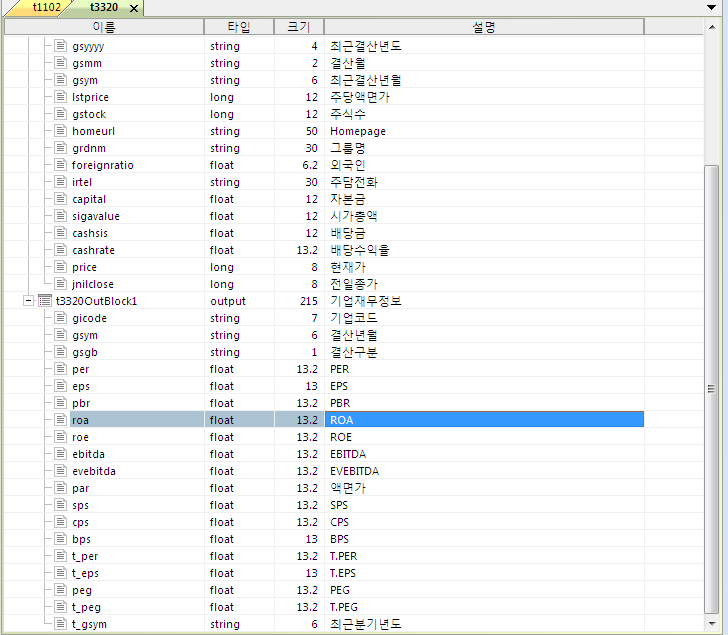 t1102 t3320
이름 타입 크기 설명
gsyyyy string 4 최근결산년도
gsmm string 2 결산월
gsym string 6 최근결산년월
lstprice long 12 주당액면가
gstock long 12 주식수
homeurl string 50 Homepage
grdnm string 30 그룹명
foreignratio float 6.2 외국인
irtel string 30 주담전화
capital float 12 자본금
sigavalue float 12 시가총액
cashsis float 12 배당금
cashrate float 13.2 배당수익율
price long 8 현재가
jnilclose long 8 전일종가
t3320OutBlock1 output 215 기업재무정보
gicode string 7 기업코드
gsym string 6 결산년월
gsgb string 1 결산구분
per float 13.2 PER
eps float 13 EPS
pbr float 13.2 PBR
roa float 13.2 ROA
roe float 13.2 ROE
ebitda float 13.2 EBITDA
evebitda float 13.2 EVEBITDA
par float 13.2 액면가
sps float 13.2 SPS
cps float 13.2 CPS
bps float 13 BPS
t_per float 13.2 T.PER
t_eps float 13 T.EPS
peg float 13.2 PEG
t_peg float 13.2 T.PEG
t_gsym string 6 최근분기년도